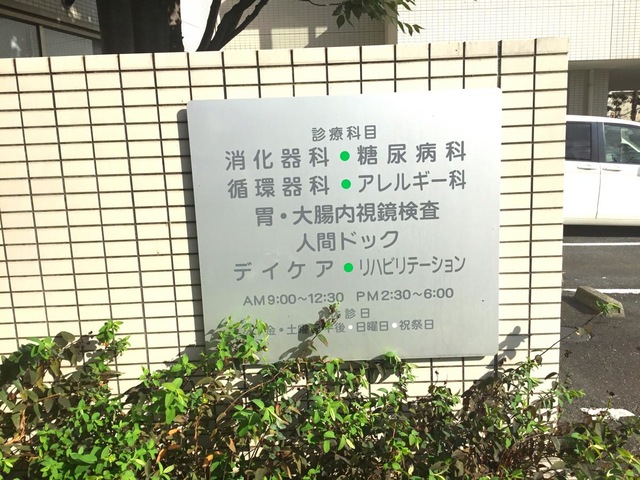 診療科目
消化器科●糖尿病科
循環器科●アレルギー科
胃・大腸内視鏡検査
人間ドック
デイケア●リハビリテーション
AM9:00～12:30 PM2:30～6:00
診日
金・土曜 午後●日曜日●祝祭日